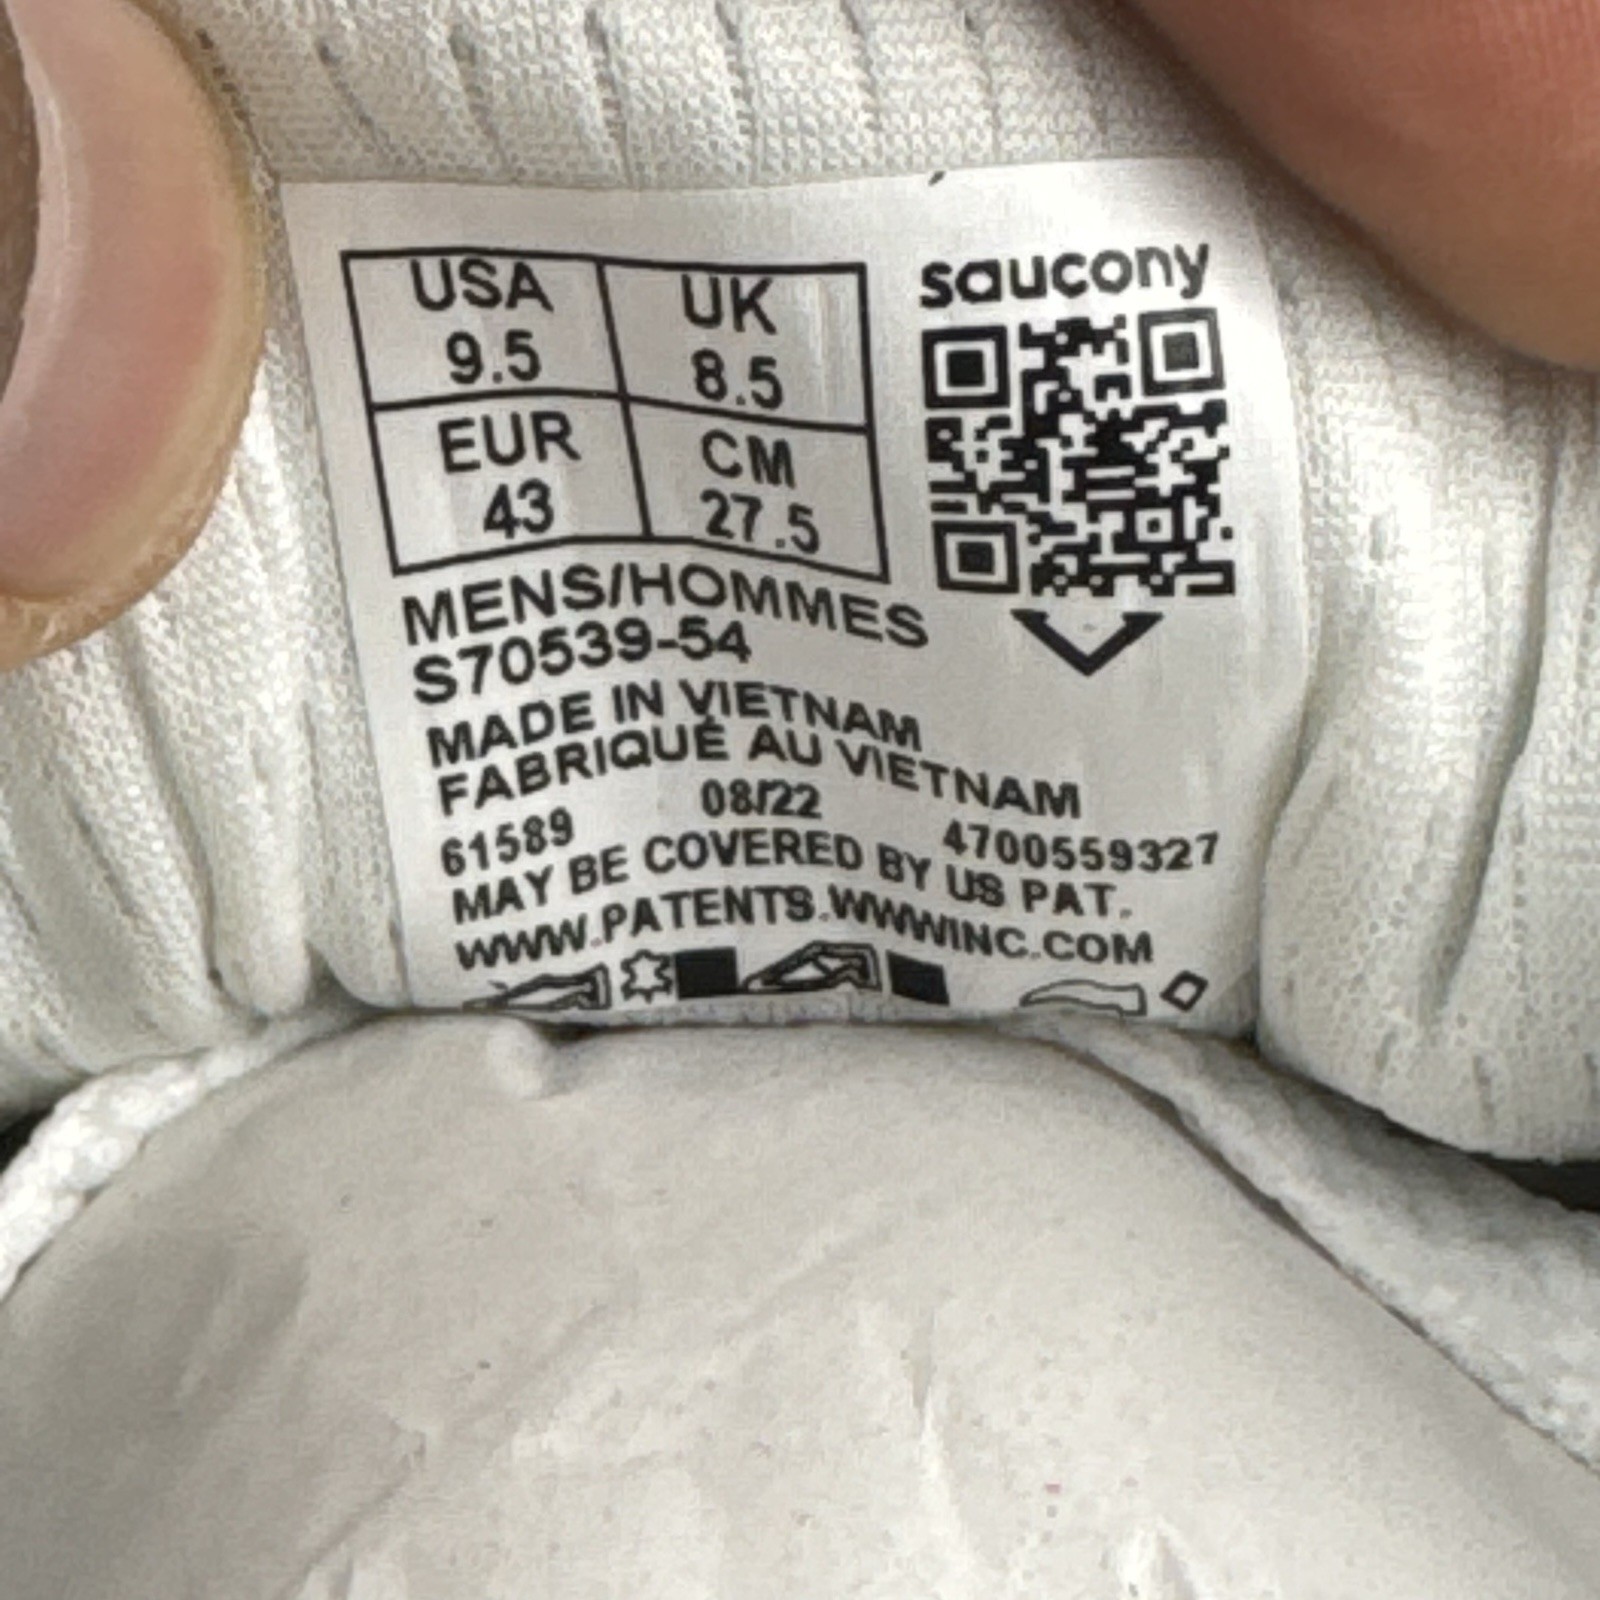 USA UK
9.5 8.5
EUR CM
43 27.5
saucony
MENS/HOMMES
S70539-54
MADE IN VIETNAM
FABRIQUÉ AU VIETNAM
61589 08/22 4700559327
MAY BE COVERED BY US PAT.
WWW.PATENTS.WWWINC.COM